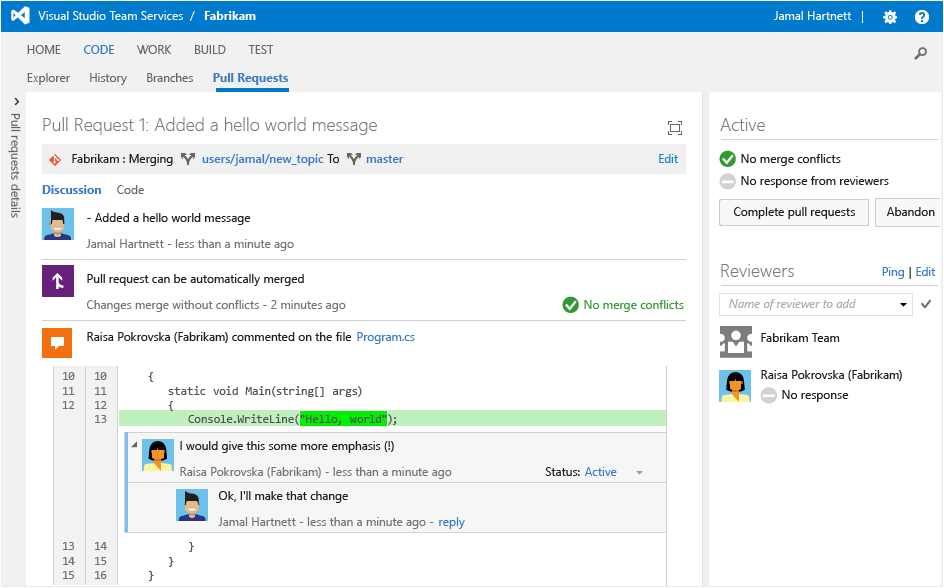 Visual Studio Team Services / Fabrikam
Jamal Hartnett |
?
HOME CODE WORK BUILD TEST
Explorer History Branches Pull Requests
Pull requests details
Pull Request 1: Added a hello world message
Fabrikam : Merging users/jamal/new_topic To master Edit
Discussion Code
- Added a hello world message
Jamal Hartnett - less than a minute ago
Pull request can be automatically merged
Changes merge without conflicts - 2 minutes ago No merge conflicts
Raisa Pokrovska (Fabrikam) commented on the file Program.cs
10 10 {
11 11 static void Main(string[] args)
12 12 {
13 Console.WriteLine("Hello, world");
I would give this some more emphasis (!)
Raisa Pokrovska (Fabrikam) - less than a minute ago Status: Active
Ok, I'll make that change
Jamal Hartnett - less than a minute ago - reply
13 14 }
14 15 }
15 16 }
Active
No merge conflicts
No response from reviewers
Complete pull requests Abandon
Reviewers Ping | Edit
Name of reviewer to add
Fabrikam Team
Raisa Pokrovska (Fabrikam)
No response